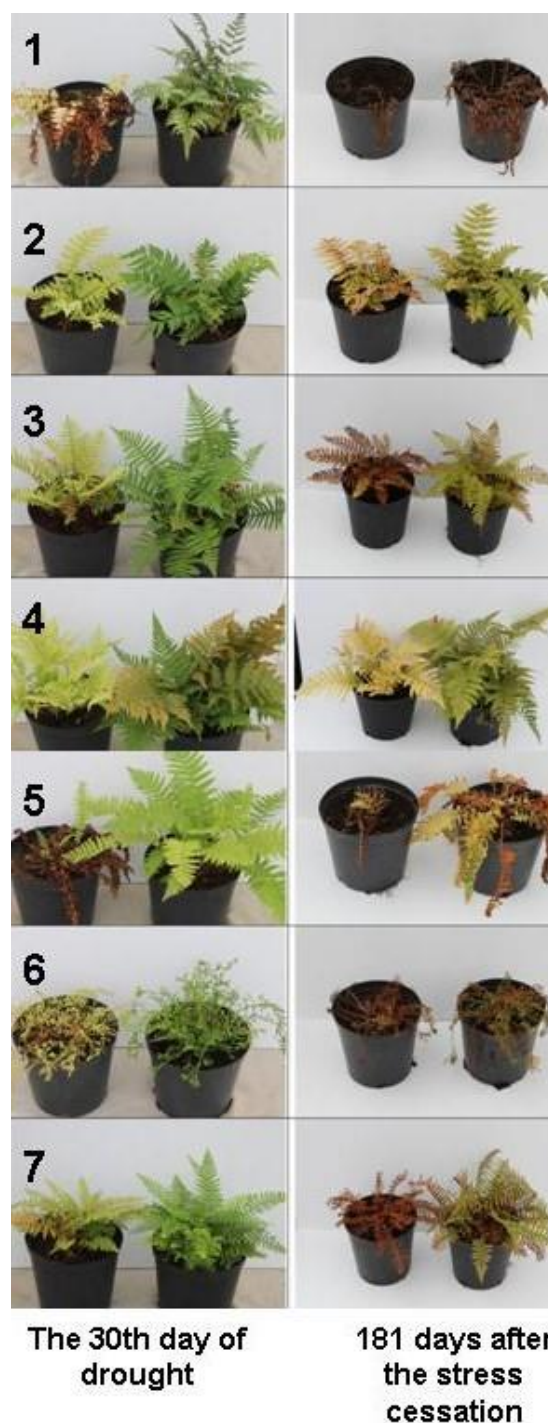 1
2
3
4
5
6
7
The 30th day of
drought
181 days after
the stress
cessation